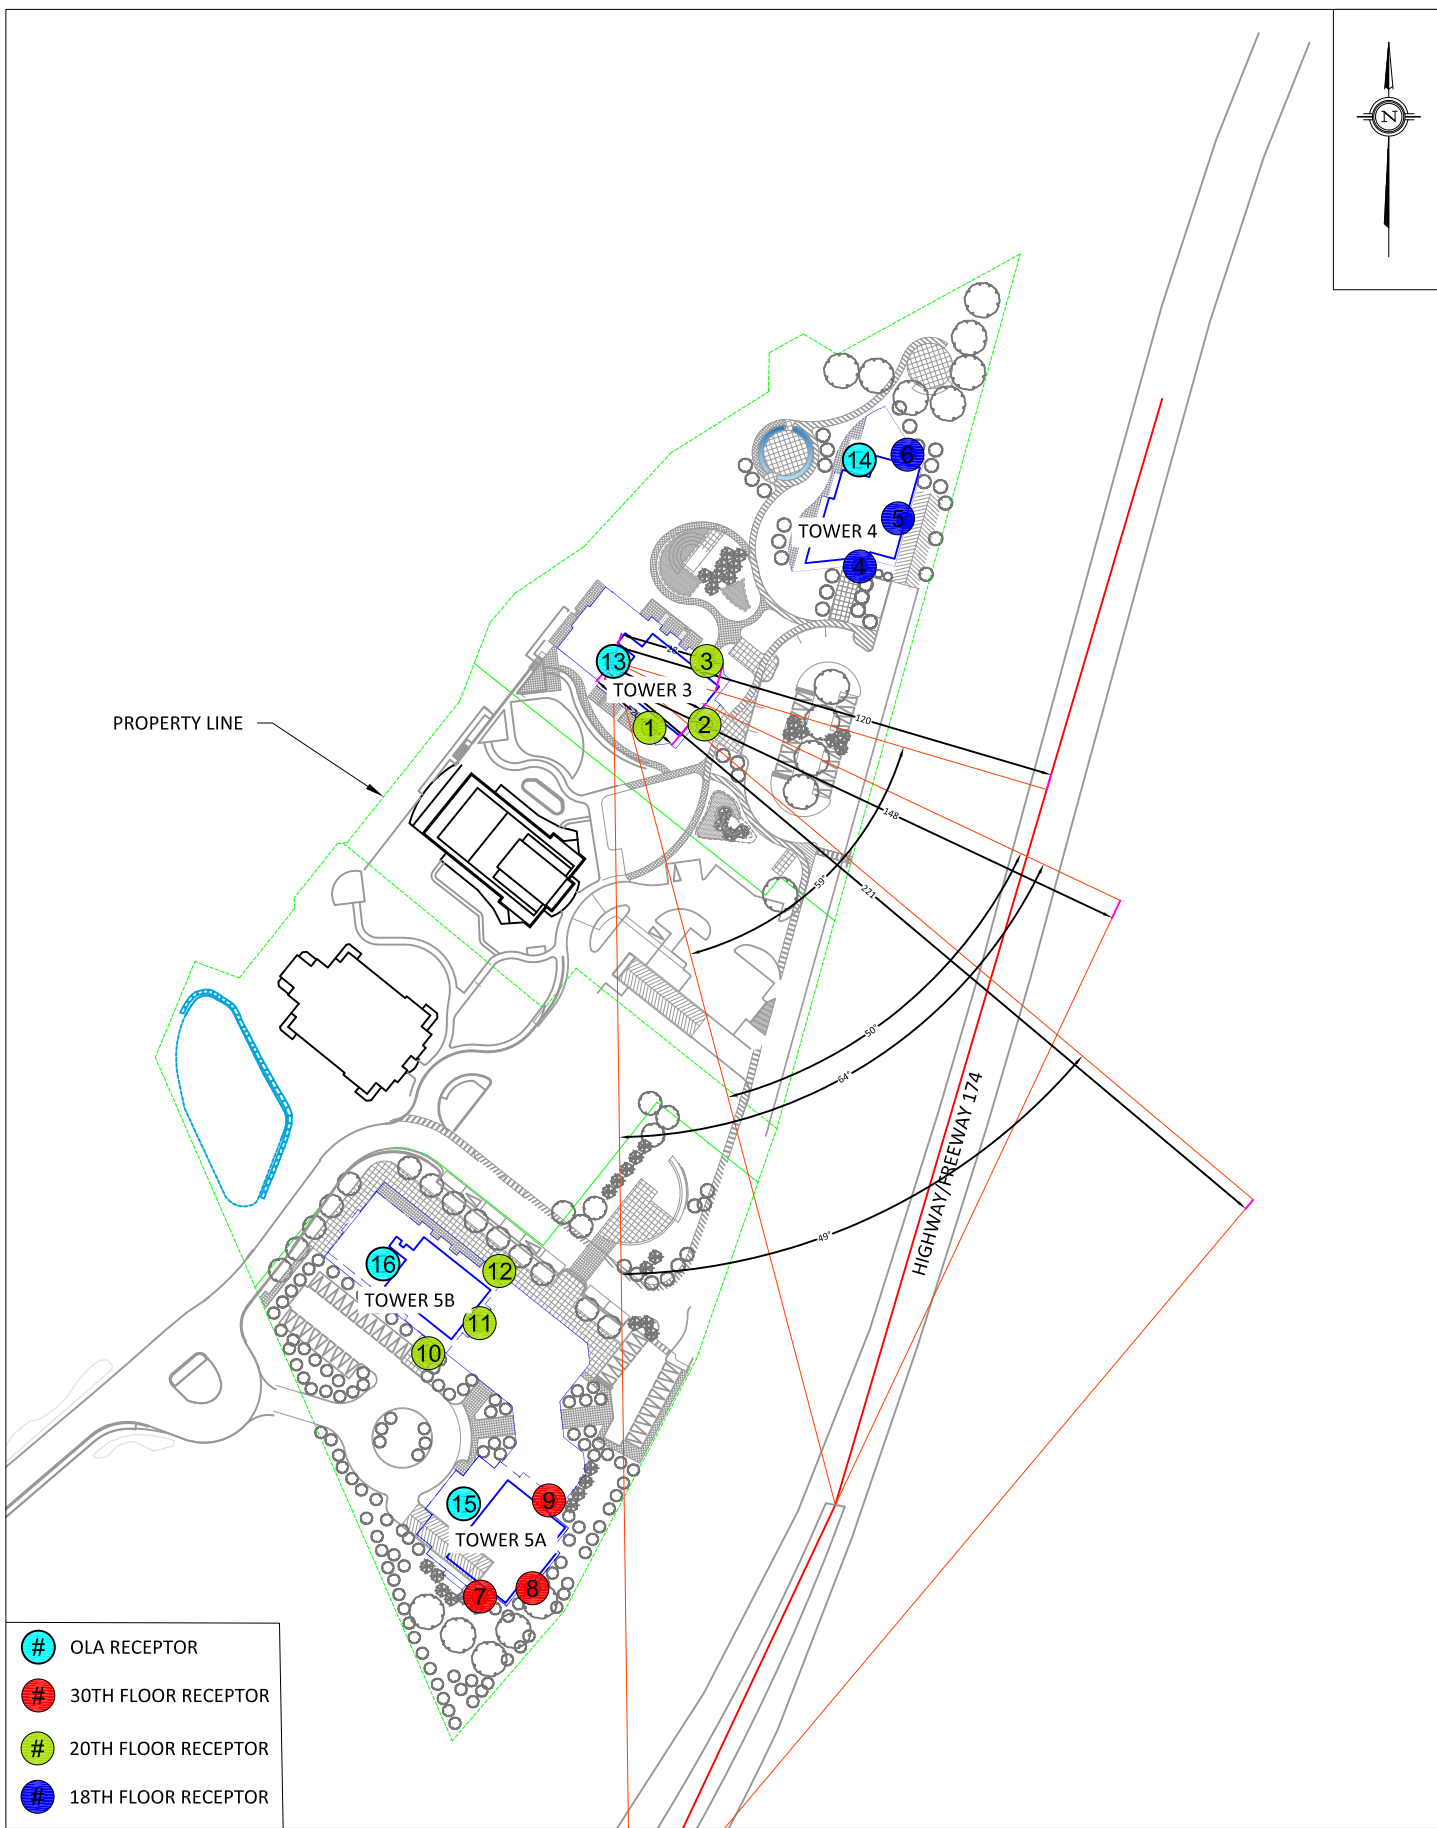 N
6
14
5
TOWER 4
4
28
3
13
TOWER 3
120
PROPERTY LINE
1
2
148
59°
221
50°
64°
HIGHWAY/FREEWAY 174
49°
16
12
TOWER 5B
11
10
15
9
TOWER 5A
8
7
# OLA RECEPTOR
# 30TH FLOOR RECEPTOR
# 20TH FLOOR RECEPTOR
# 18TH FLOOR RECEPTOR